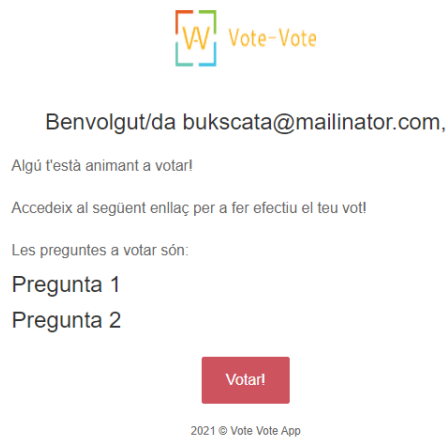 VV Vote-Vote
Benvolgut/da bukscata@mailinator.com,
Algú t'està animant a votar!
Accedeix al següent enllaç per a fer efectiu el teu vot!
Les preguntes a votar són:
Pregunta 1
Pregunta 2
Votar!
2021 © Vote Vote App